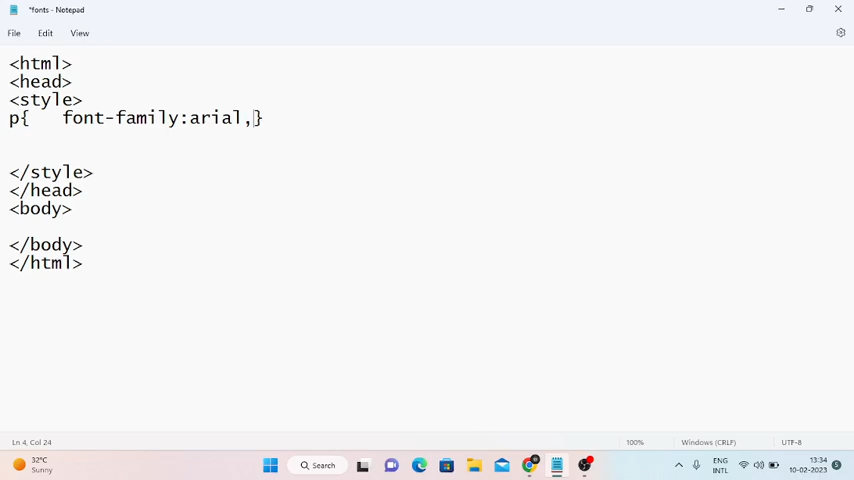 *fonts - Notepad
File Edit View
<html>
<head>
<style>
p{ font-family:arial,}
</style>
</head>
<body>
</body>
</html>
Ln 4, Col 24 100% Windows (CRLF) UTF-8
32°C
Sunny
Search
ENG
INTL
13:34
10-02-2023
5